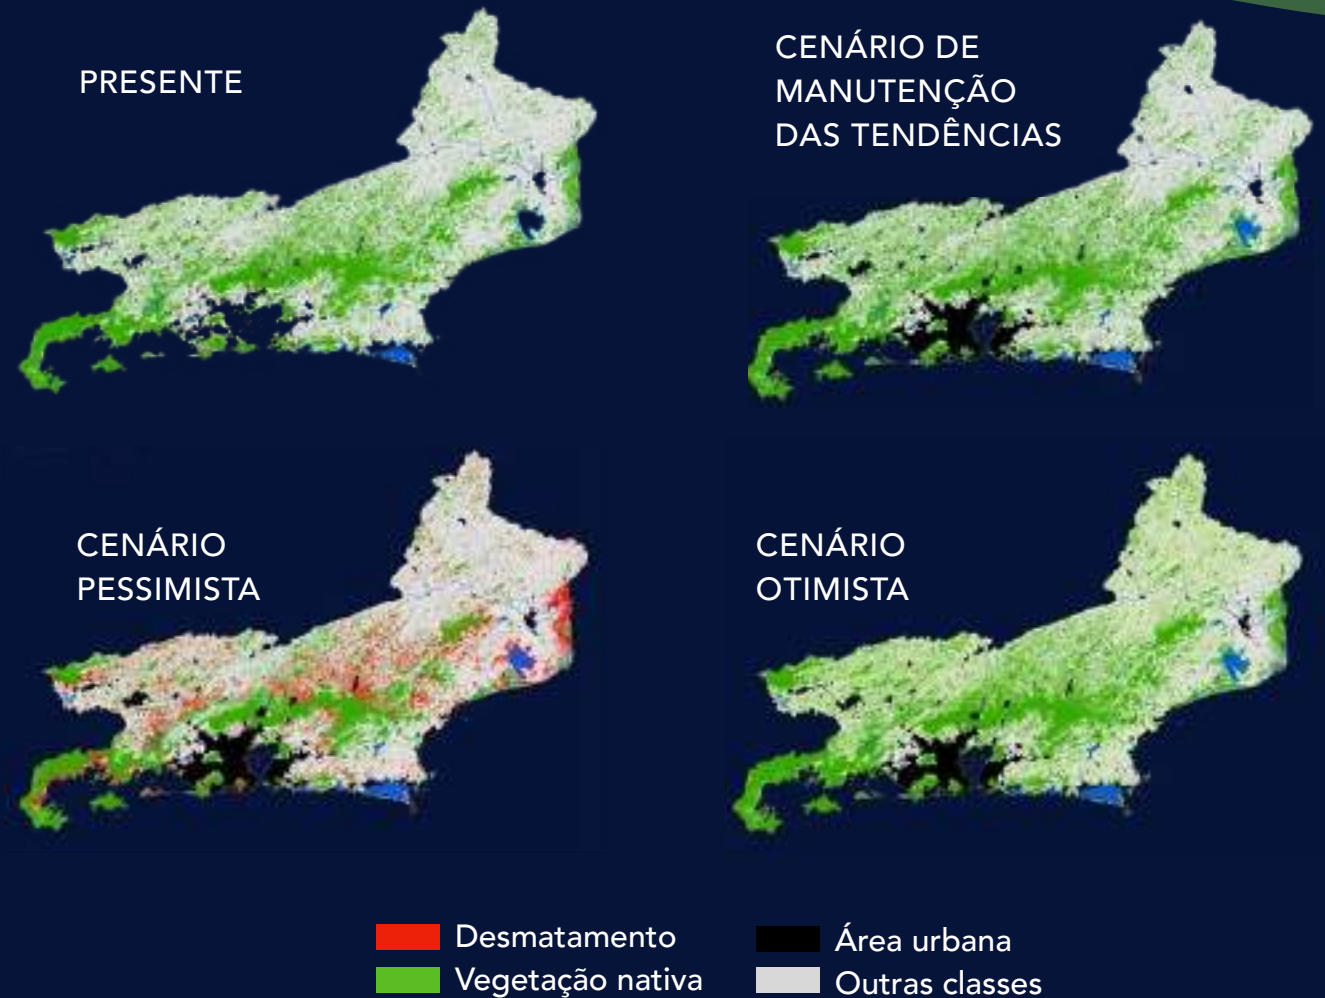 PRESENTE
CENÁRIO DE
MANUTENÇÃO
DAS TENDÊNCIAS
CENÁRIO
PESSIMISTA
CENÁRIO
OTIMISTA
Desmatamento
Vegetação nativa
Área urbana
Outras classes